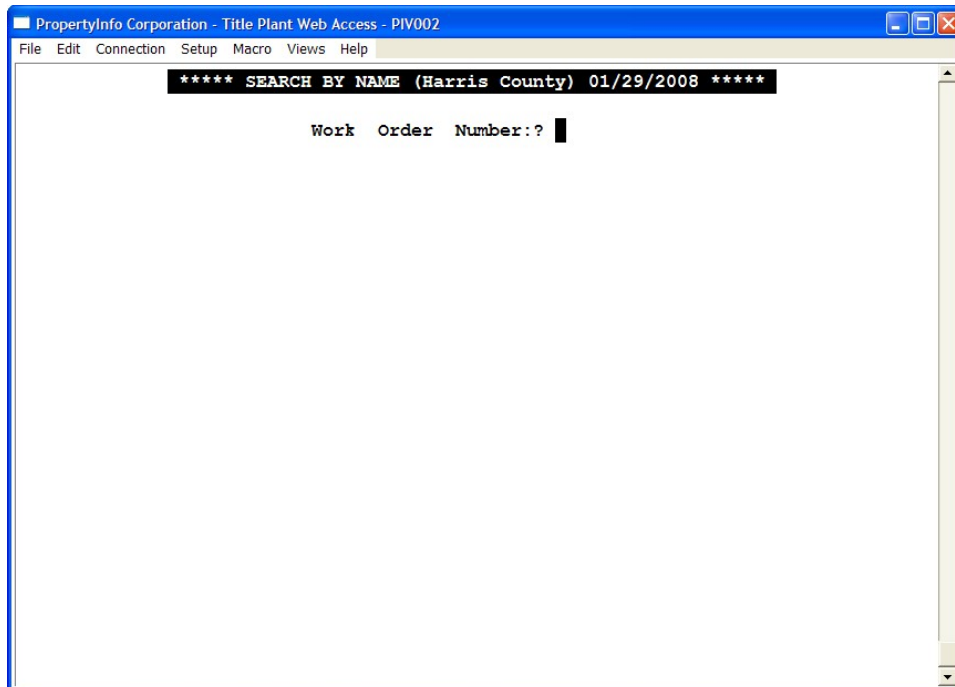 PropertyInfo Corporation - Title Plant Web Access - PIV002
File Edit Connection Setup Macro Views Help
***** SEARCH BY NAME (Harris County) 01/29/2008 *****
Work Order Number:?